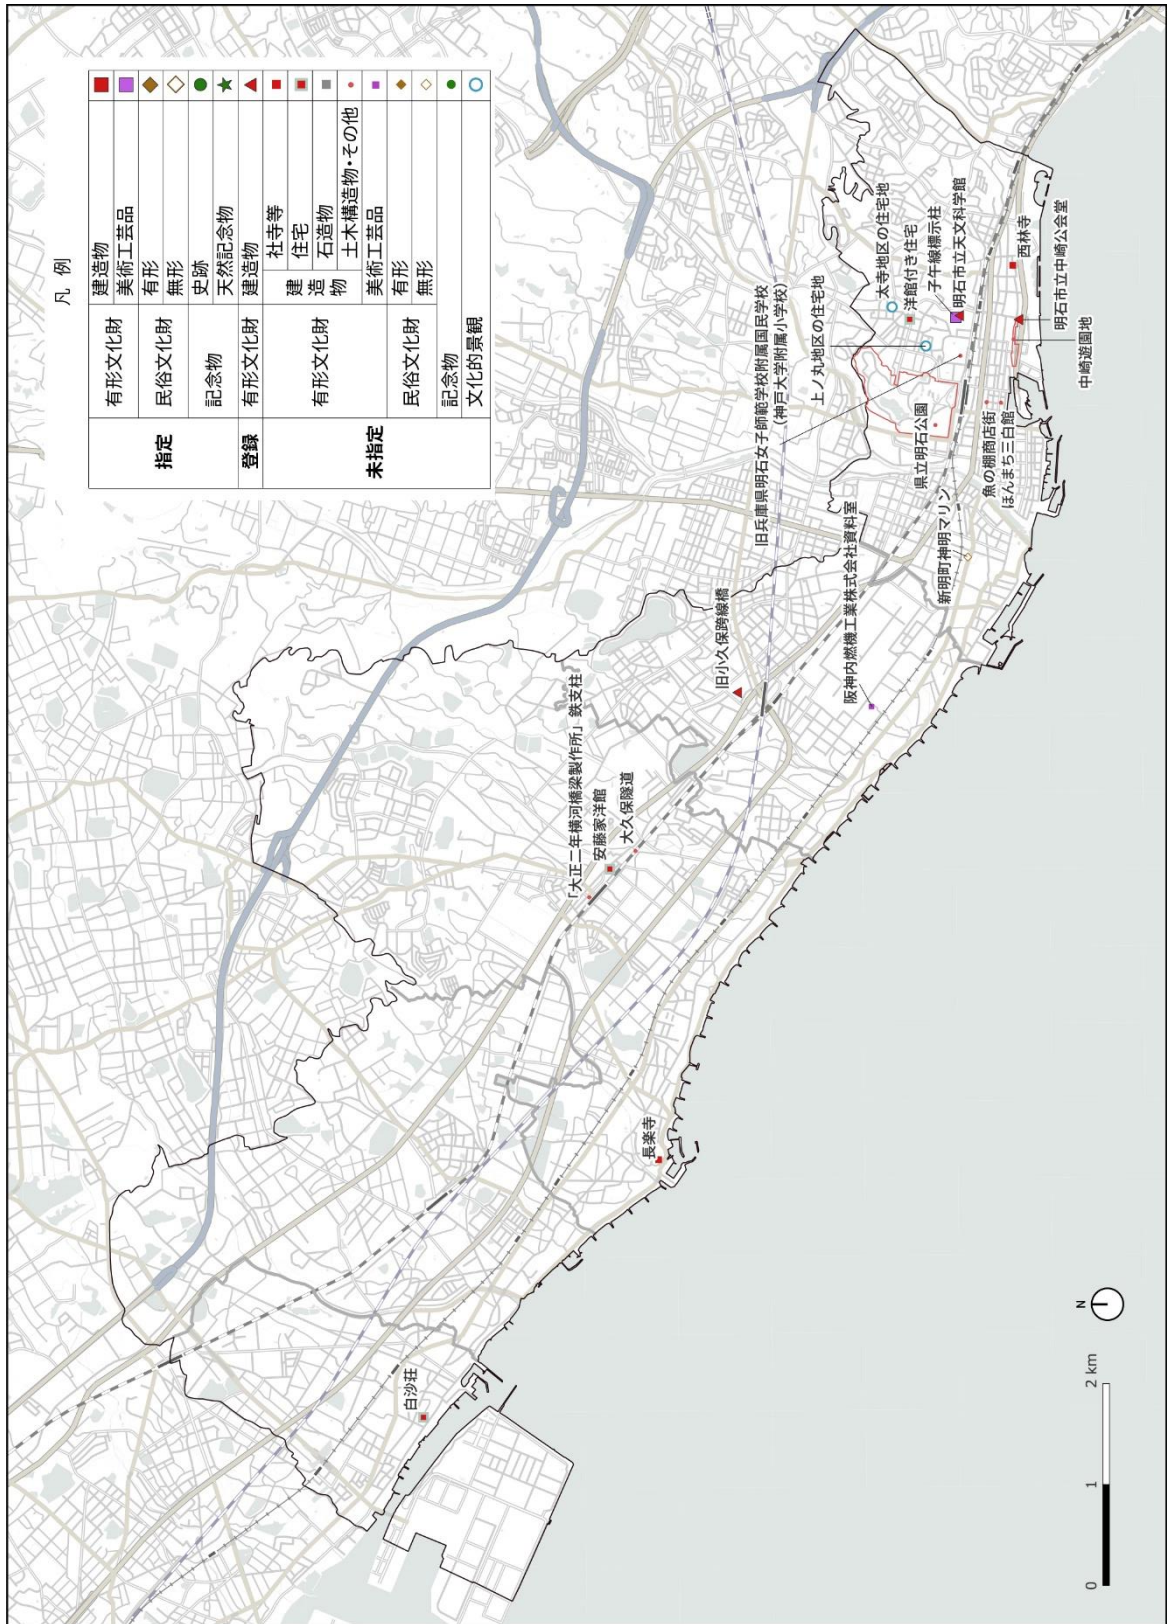 凡 例
指定
有形文化財
建造物
美術工芸品
民俗文化財
有形
無形
記念物
史跡
天然記念物
登録
有形文化財
建造物
未指定
有形文化財
建造物
社寺等
住宅
石造物
土木構造物・その他
美術工芸品
民俗文化財
有形
無形
記念物
文化的景観
白沙荘
長楽寺
「大正二年横河橋梁製作所」鉄支柱
安藤家洋館
大久保隧道
旧小久保跨線橋
阪神内燃機工業株式会社資料室
新明町神明マリン
旧兵庫県明石女子師範学校附属国民学校
(神戸大学附属小学校)
上ノ丸地区の住宅地
県立明石公園
魚の棚商店街
ほんまち三白館
太寺地区の住宅地
洋館付き住宅
子午線標示柱
明石市立天文科学館
西林寺
明石市立中崎公会堂
中崎遊園地
N
0 1 2 km